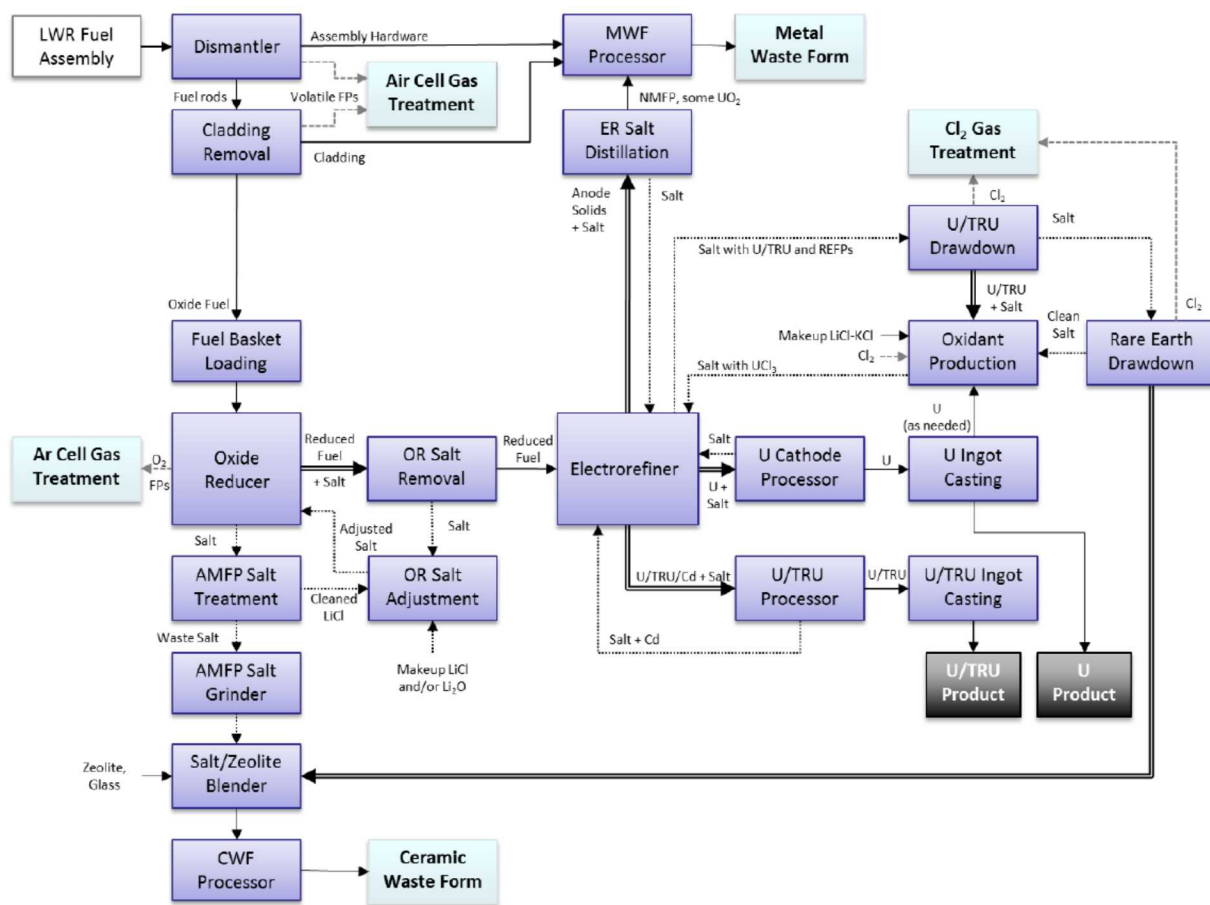 LWR Fuel
Assembly
Dismantler
Assembly Hardware
MWF
Processor
Metal
Waste Form
Air Cell Gas
Treatment
Fuel rods
Volatile FPs
NMFP, some UO₂
Cladding
Removal
Cladding
ER Salt
Distillation
Cl₂ Gas
Treatment
Anode
Solids
+ Salt
Salt
Cl₂
U/TRU
Drawdown
Salt
Salt with U/TRU and REFPs
U/TRU
+ Salt
Cl₂
Oxide Fuel
Fuel Basket
Loading
Makeup LiCl-KCl
Cl₂
Oxidant
Production
Clean
Salt
Rare Earth
Drawdown
Salt with UCl₃
U
(as needed)
Ar Cell Gas
Treatment
O₂
FPs
Oxide
Reducer
Reduced
Fuel
+ Salt
OR Salt
Removal
Reduced
Fuel
Electrorefiner
Salt
U +
Salt
U Cathode
Processor
U
U Ingot
Casting
Salt
Adjusted
Salt
Salt
AMFP Salt
Treatment
Cleaned
LiCl
OR Salt
Adjustment
U/TRU/Cd + Salt
U/TRU
Processor
U/TRU
U/TRU Ingot
Casting
Waste Salt
Salt + Cd
Makeup LiCl
and/or Li₂O
AMFP Salt
Grinder
U/TRU
Product
U
Product
Zeolite,
Glass
Salt/Zeolite
Blender
CWF
Processor
Ceramic
Waste Form